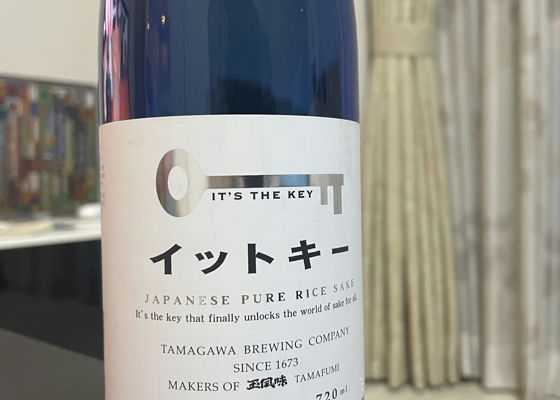 IT'S THE KEY
イットキー
JAPANESE PURE RICE SAKE
It's the key that finally unlocks the world of sake for all.
TAMAGAWA BREWING COMPANY
SINCE 1673
MAKERS OF 玉風味 TAMAFUMI
720ml